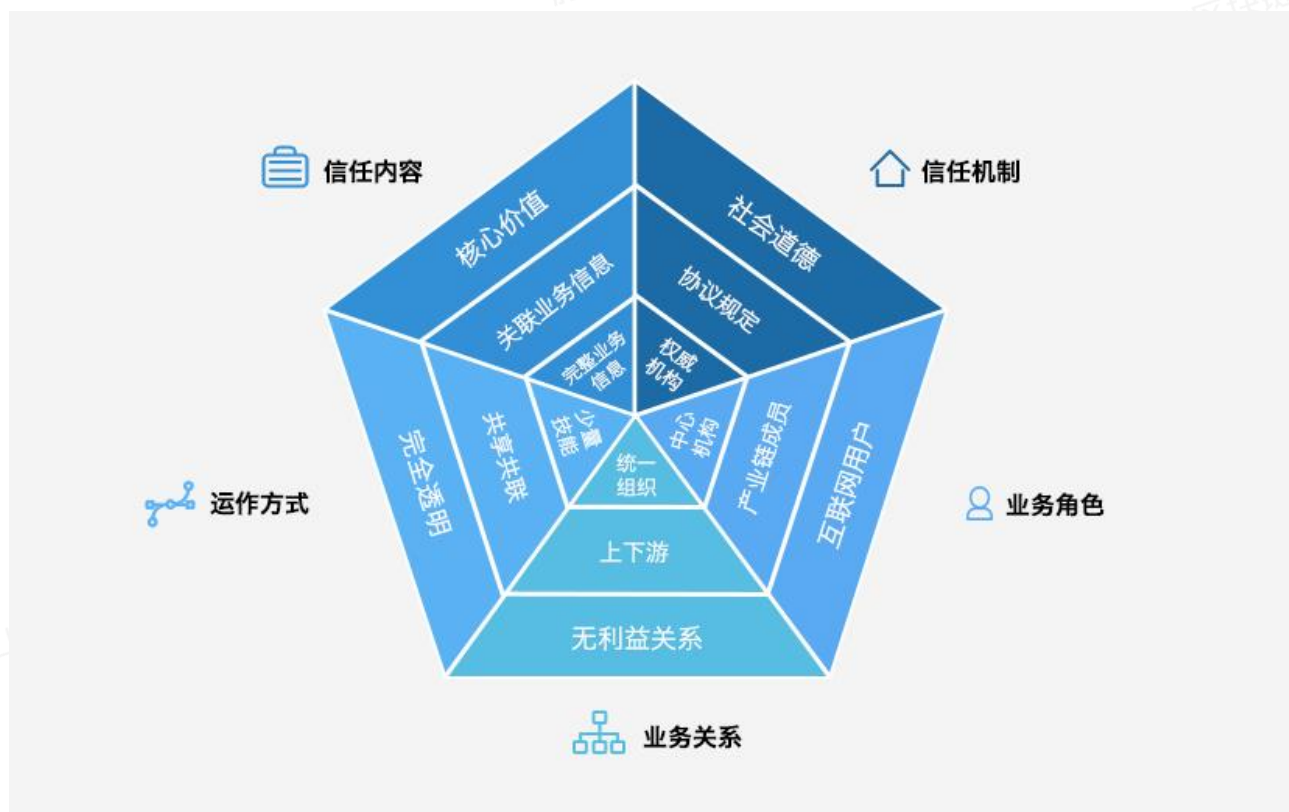 信任内容
信任机制
核心价值
社会道德
关联业务信息
协议规定
完整业务
信息
权威
机构
完全透明
共享共联
少量
技能
中心
机构
产业链成员
互联网用户
统一
组织
运作方式
业务角色
上下游
无利益关系
业务关系